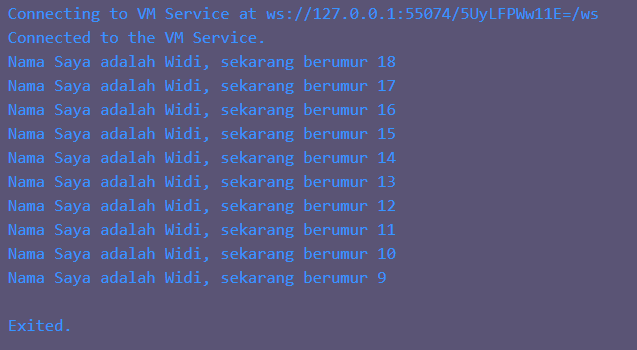 Connecting to VM Service at ws://127.0.0.1:55074/5UyLFPWw11E=/ws
Connected to the VM Service.
Nama Saya adalah Widi, sekarang berumur 18
Nama Saya adalah Widi, sekarang berumur 17
Nama Saya adalah Widi, sekarang berumur 16
Nama Saya adalah Widi, sekarang berumur 15
Nama Saya adalah Widi, sekarang berumur 14
Nama Saya adalah Widi, sekarang berumur 13
Nama Saya adalah Widi, sekarang berumur 12
Nama Saya adalah Widi, sekarang berumur 11
Nama Saya adalah Widi, sekarang berumur 10
Nama Saya adalah Widi, sekarang berumur 9
Exited.